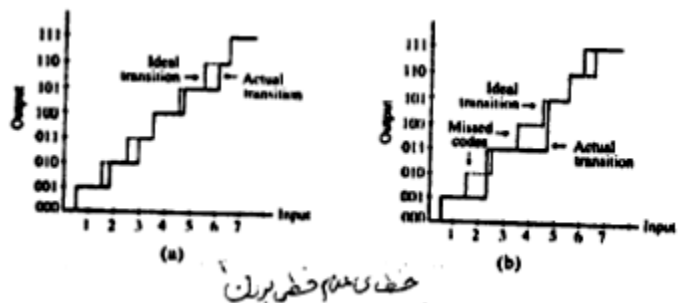 111
110
101
100
011
010
001
000
Output
Ideal
transition
Actual
transition
1 2 3 4 5 6 7
Input
(a)
111
110
101
100
011
010
001
000
Output
Ideal
transition
Missed
codes
Actual
transition
1 2 3 4 5 6 7
Input
(b)
خطای عدم خطی بودن